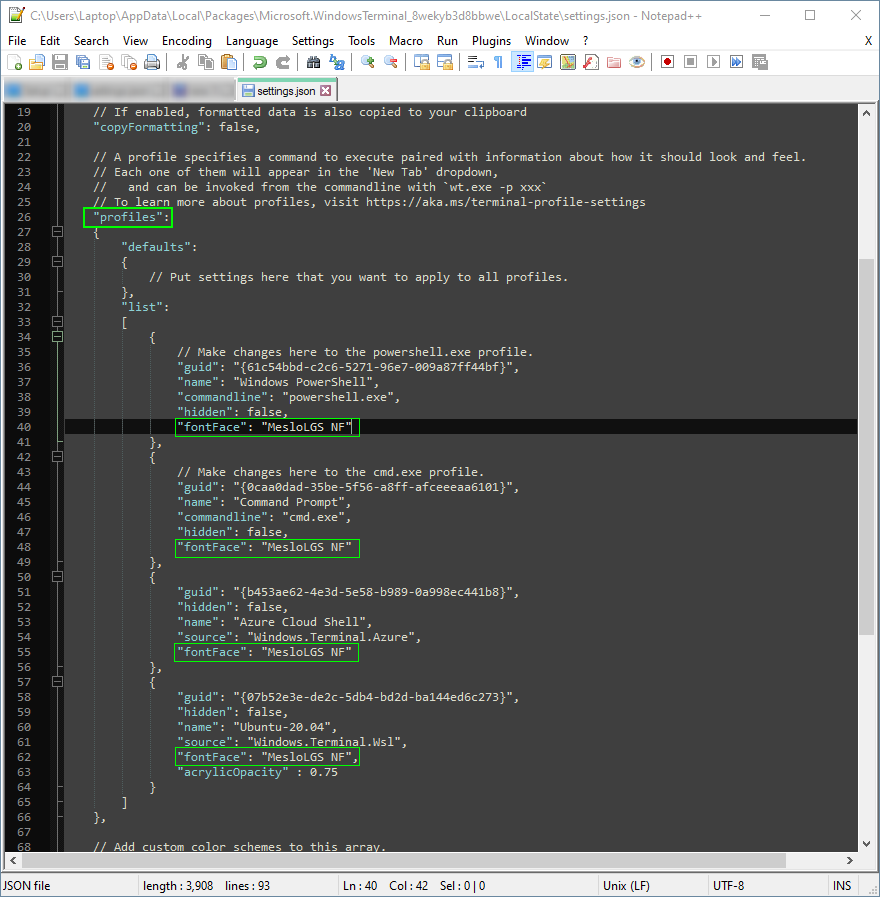 C:\Users\Laptop\AppData\Local\Packages\Microsoft.WindowsTerminal_8wekyb3d8bbwe\LocalState\settings.json - Notepad++
File Edit Search View Encoding Language Settings Tools Macro Run Plugins Window ? X
settings.json
19 // If enabled, formatted data is also copied to your clipboard
20 "copyFormatting": false,
21
22 // A profile specifies a command to execute paired with information about how it should look and feel.
23 // Each one of them will appear in the 'New Tab' dropdown,
24 //   and can be invoked from the commandline with `wt.exe -p xxx`
25 // To learn more about profiles, visit https://aka.ms/terminal-profile-settings
26 "profiles":
27 {
28 "defaults":
29 {
30 // Put settings here that you want to apply to all profiles.
31 },
32 "list":
33 [
34 {
35 // Make changes here to the powershell.exe profile.
36 "guid": "{61c54bbd-c2c6-5271-96e7-009a87ff44bf}",
37 "name": "Windows PowerShell",
38 "commandline": "powershell.exe",
39 "hidden": false,
40 "fontFace": "MesloLGS NF"
41 },
42 {
43 // Make changes here to the cmd.exe profile.
44 "guid": "{0caa0dad-35be-5f56-a8ff-afceeeaa6101}",
45 "name": "Command Prompt",
46 "commandline": "cmd.exe",
47 "hidden": false,
48 "fontFace": "MesloLGS NF"
49 },
50 {
51 "guid": "{b453ae62-4e3d-5e58-b989-0a998ec441b8}",
52 "hidden": false,
53 "name": "Azure Cloud Shell",
54 "source": "Windows.Terminal.Azure",
55 "fontFace": "MesloLGS NF"
56 },
57 {
58 "guid": "{07b52e3e-de2c-5db4-bd2d-ba144ed6c273}",
59 "hidden": false,
60 "name": "Ubuntu-20.04",
61 "source": "Windows.Terminal.Wsl",
62 "fontFace": "MesloLGS NF",
63 "acrylicOpacity" : 0.75
64 }
65 ]
66 },
67
68 // Add custom color schemes to this array.
JSON file length : 3,908 lines : 93 Ln : 40 Col : 42 Sel : 0 | 0 Unix (LF) UTF-8 INS